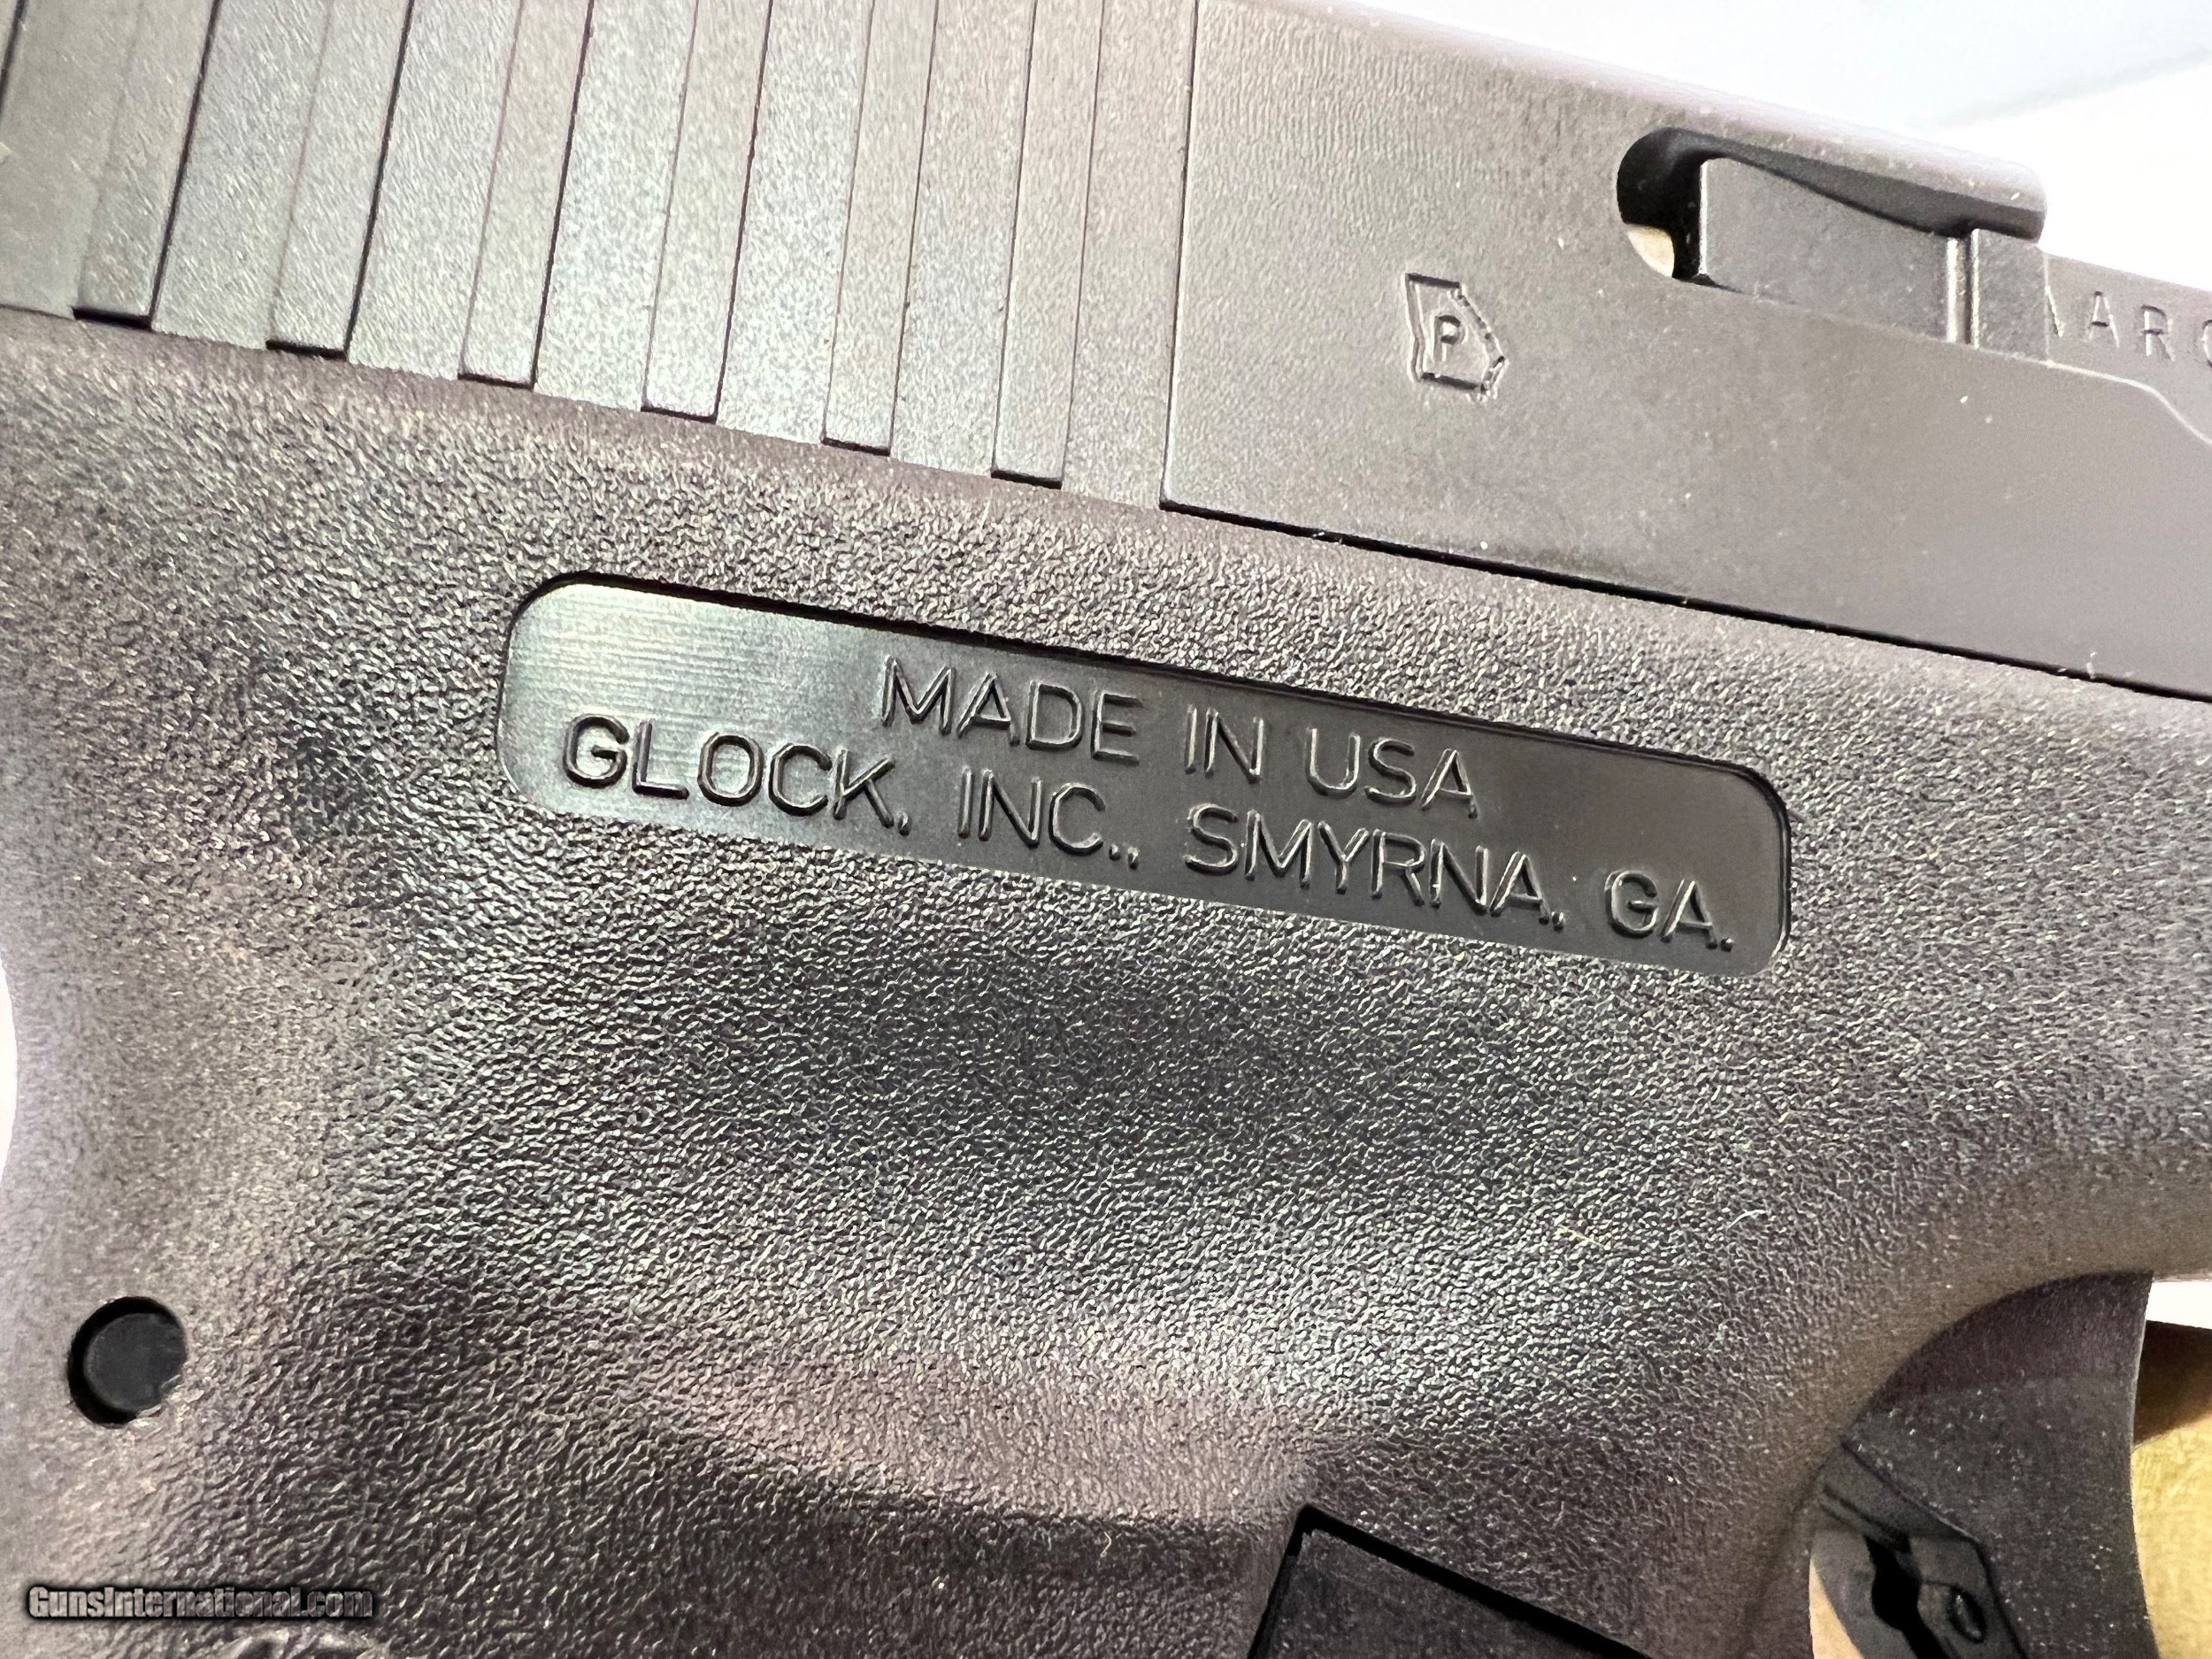 P
MADE IN USA
GLOCK, INC., SMYRNA, GA.
GunsInternational.com